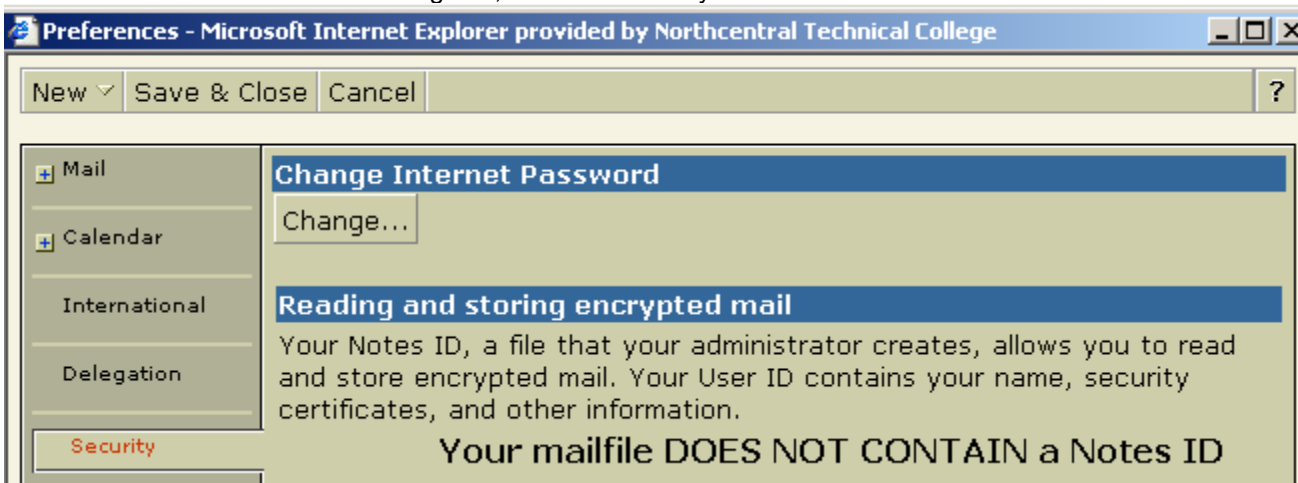 Preferences - Microsoft Internet Explorer provided by Northcentral Technical College
New Save & Close Cancel ?
Mail
Calendar
International
Delegation
Security
Change Internet Password
Change...
Reading and storing encrypted mail
Your Notes ID, a file that your administrator creates, allows you to read
and store encrypted mail. Your User ID contains your name, security
certificates, and other information.
Your mailfile DOES NOT CONTAIN a Notes ID